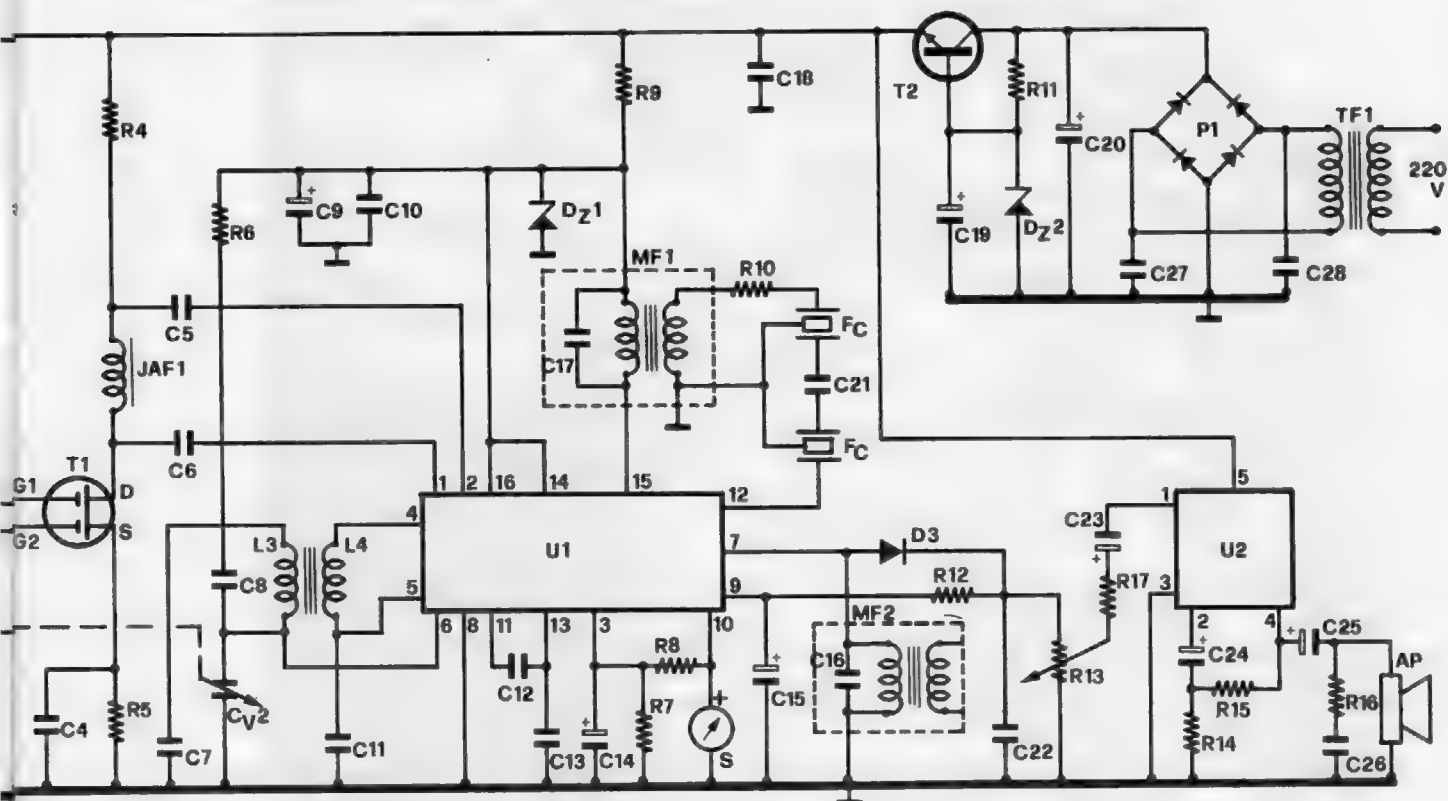 T2
R11
C18
R9
R4
C20
P1
TF1
220
V
C9
C10
DZ1
R6
C19
DZ2
C27
C28
MF1
R10
FC
C5
C17
JAF1
C21
C6
FC
T1
G1
D
G2
S
1
2
16
14
15
12
4
5
U1
7
9
6
8
11
13
3
10
L3
L4
C8
D3
R12
MF2
C23
1
5
3
U2
2
4
R17
C12
R8
R7
C16
C15
R13
C24
C25
AP
R15
R16
R14
C4
R5
C7
CV2
C11
C13
C14
+
S
C22
C26